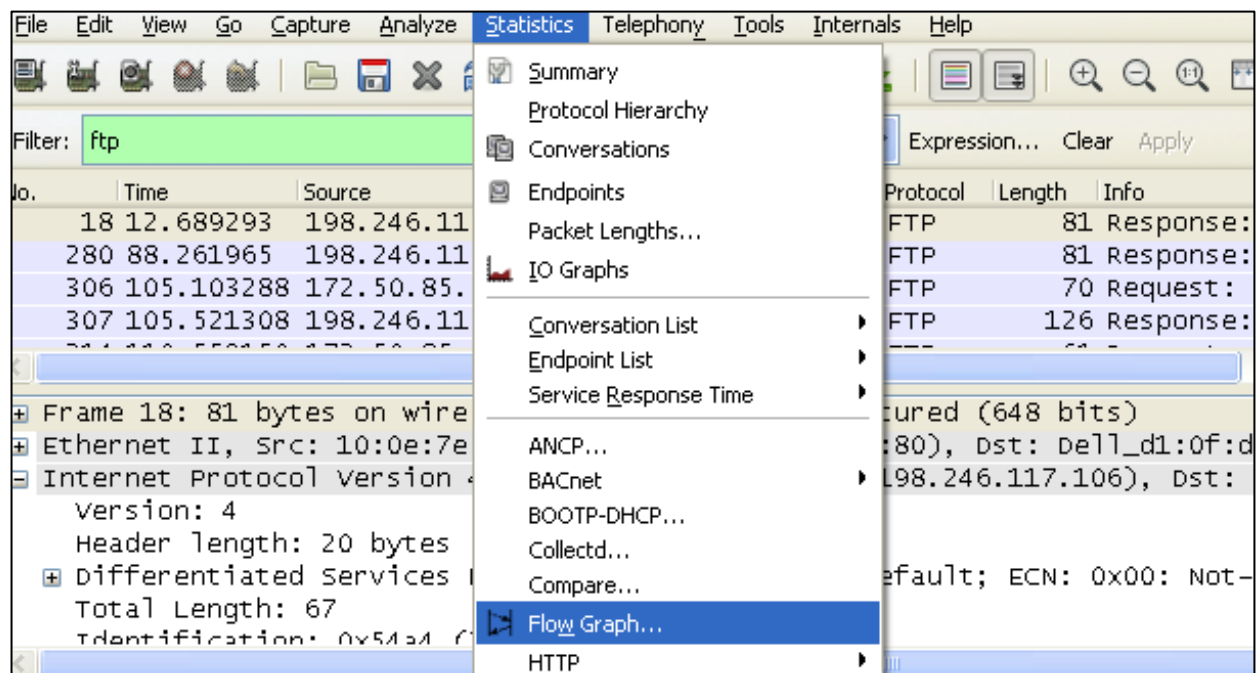 File Edit View Go Capture Analyze Statistics Telephony Tools Internals Help
Summary
Protocol Hierarchy
Filter: ftp Expression... Clear Apply
Conversations
No. Time Source Protocol Length Info
Endpoints
18 12.689293 198.246.11 FTP 81 Response:
Packet Lengths...
280 88.261965 198.246.11 FTP 81 Response:
IO Graphs
306 105.103288 172.50.85. FTP 70 Request:
307 105.521308 198.246.11 FTP 126 Response:
Conversation List
Endpoint List
Service Response Time
Frame 18: 81 bytes on wire tured (648 bits)
Ethernet II, Src: 10:0e:7e :80), Dst: Dell_d1:0f:d
ANCP...
Internet Protocol Version 198.246.117.106), Dst:
BACnet
Version: 4
BOOTP-DHCP...
Header length: 20 bytes
Collectd...
Differentiated Services efault; ECN: 0x00: Not-
Compare...
Total Length: 67
Flow Graph...
Identification: 0x54a4
HTTP